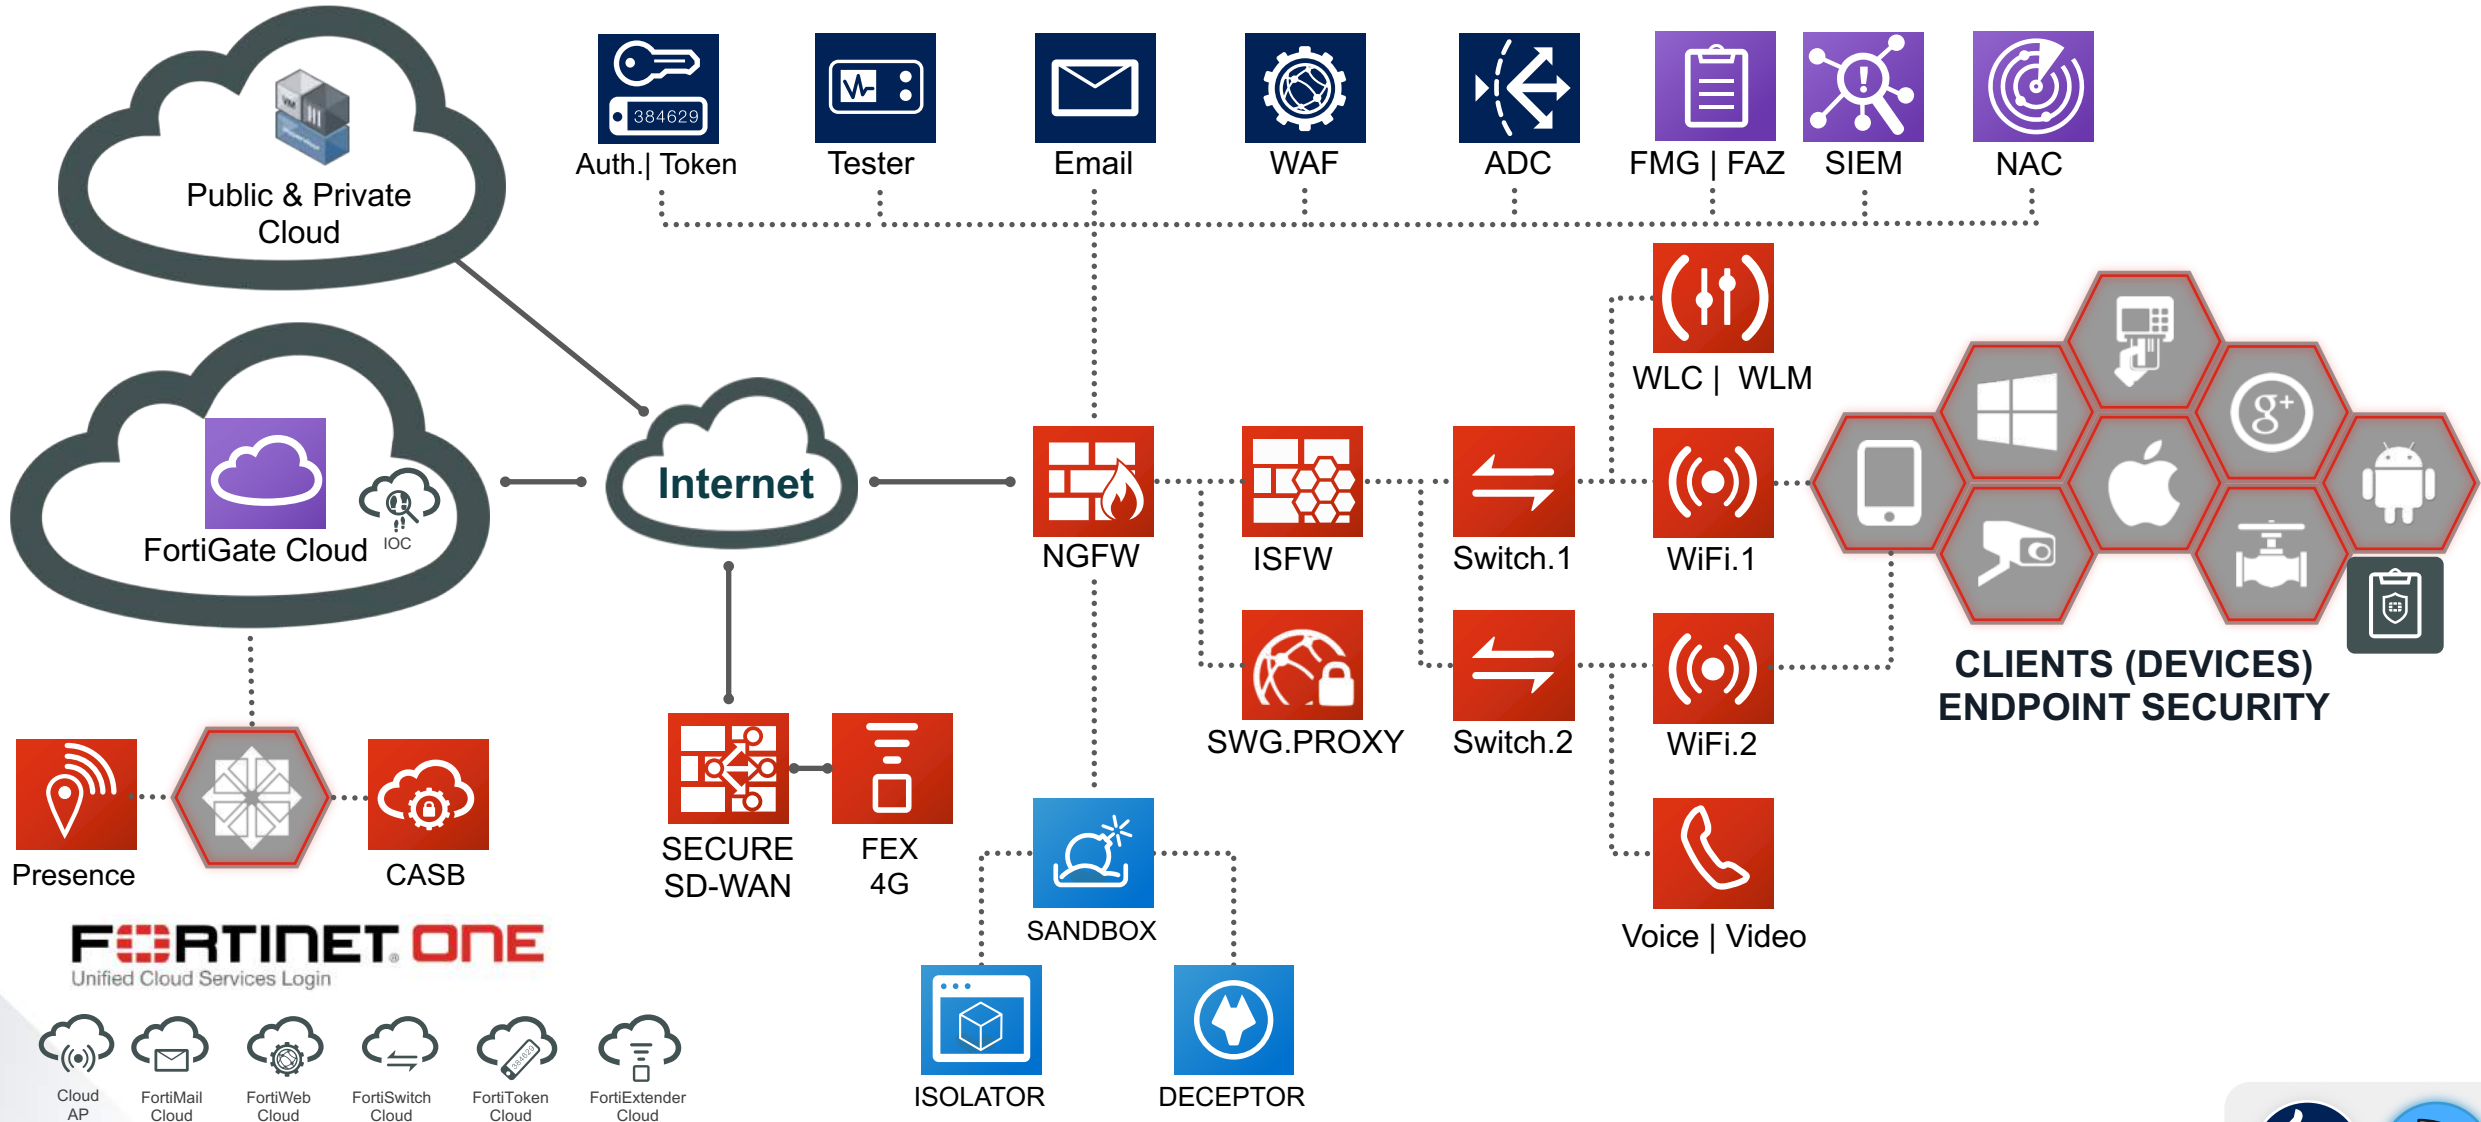 384629
Auth.| Token
Tester
Email
WAF
ADC
FMG | FAZ
SIEM
NAC
VM
Public & Private
Cloud
WLC | WLM
Internet
FortiGate Cloud
IOC
NGFW
ISFW
Switch.1
WiFi.1
SWG.PROXY
Switch.2
WiFi.2
g+
CLIENTS (DEVICES)
ENDPOINT SECURITY
Presence
CASB
SECURE
SD-WAN
FEX
4G
SANDBOX
Voice | Video
FORTINET® ONE
Unified Cloud Services Login
ISOLATOR
DECEPTOR
384629
Cloud
AP
FortiMail
Cloud
FortiWeb
Cloud
FortiSwitch
Cloud
FortiToken
Cloud
FortiExtender
Cloud